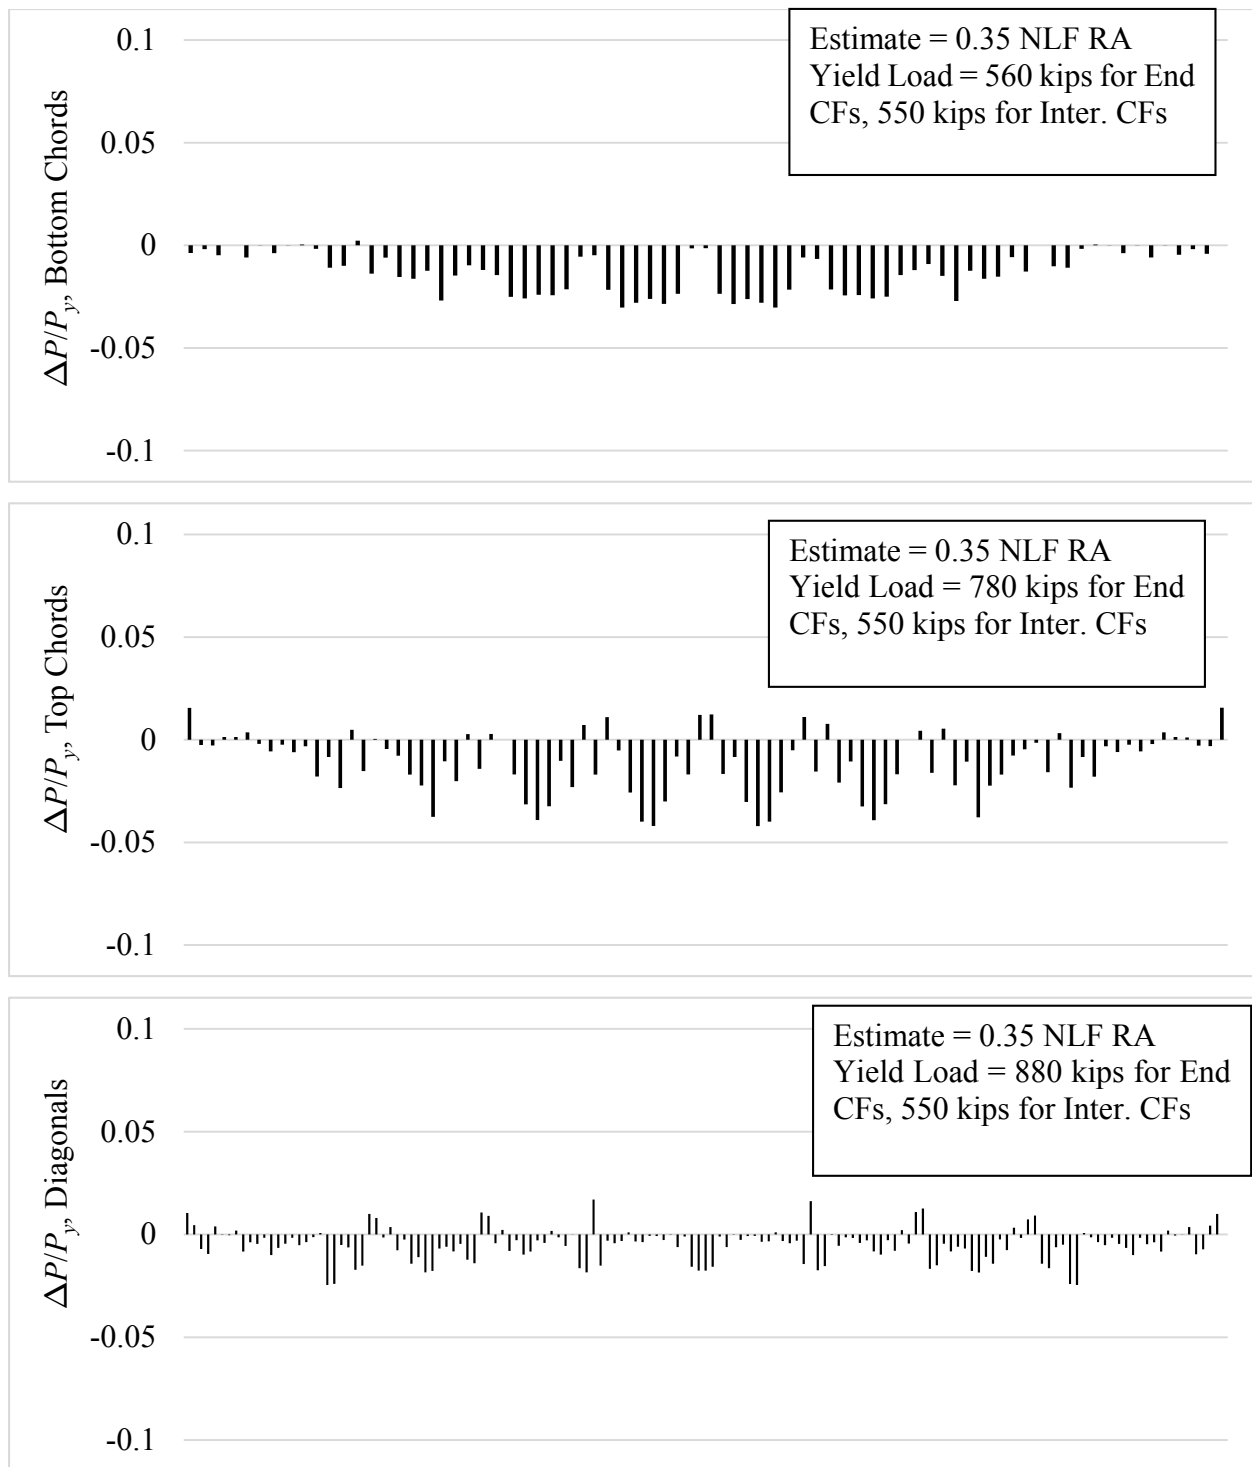 0.1
0.05
0
-0.05
-0.1
ΔP/Py, Bottom Chords
Estimate = 0.35 NLF RA
Yield Load = 560 kips for End
CFs, 550 kips for Inter. CFs
0.1
0.05
0
-0.05
-0.1
ΔP/Py, Top Chords
Estimate = 0.35 NLF RA
Yield Load = 780 kips for End
CFs, 550 kips for Inter. CFs
0.1
0.05
0
-0.05
-0.1
ΔP/Py, Diagonals
Estimate = 0.35 NLF RA
Yield Load = 880 kips for End
CFs, 550 kips for Inter. CFs